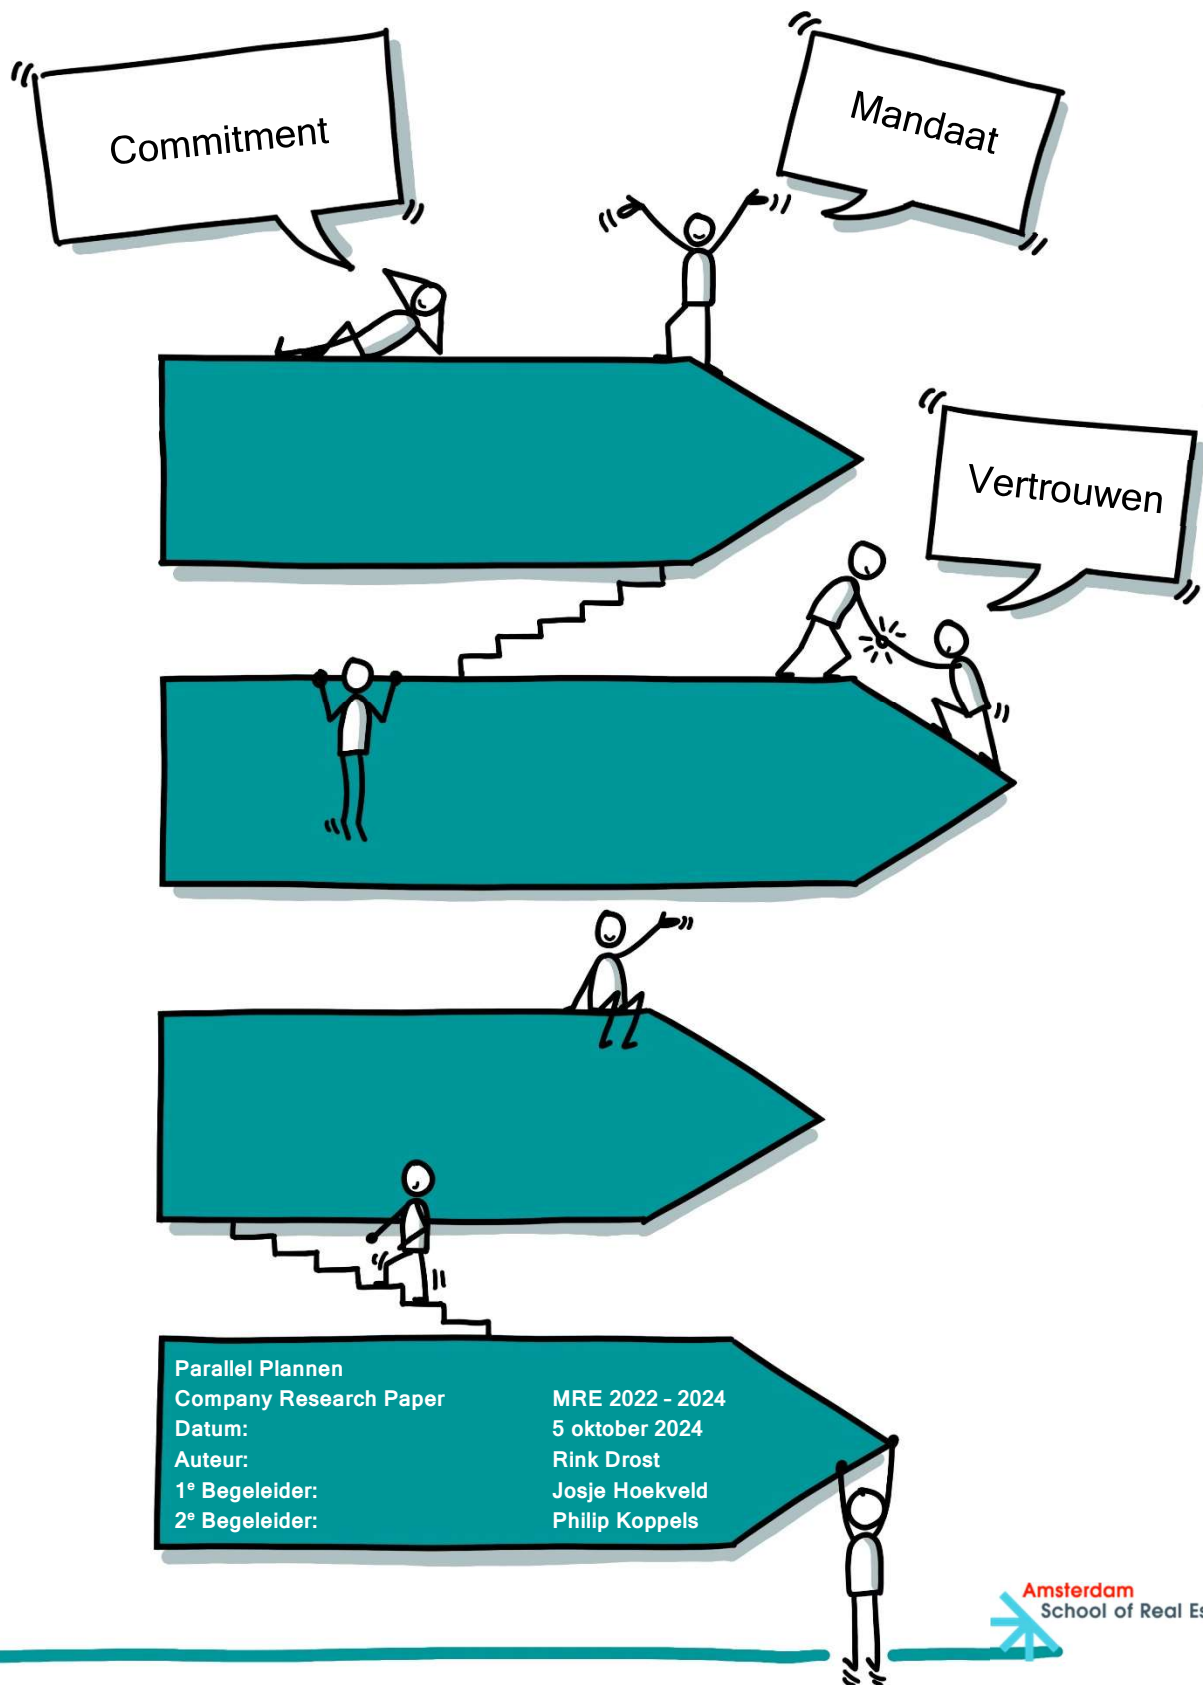 Commitment
Mandaat
Vertrouwen
Parallel Plannen
Company Research Paper MRE 2022 – 2024
Datum: 5 oktober 2024
Auteur: Rink Drost
1e Begeleider: Josje Hoekveld
2e Begeleider: Philip Koppels
Amsterdam
School of Real Es